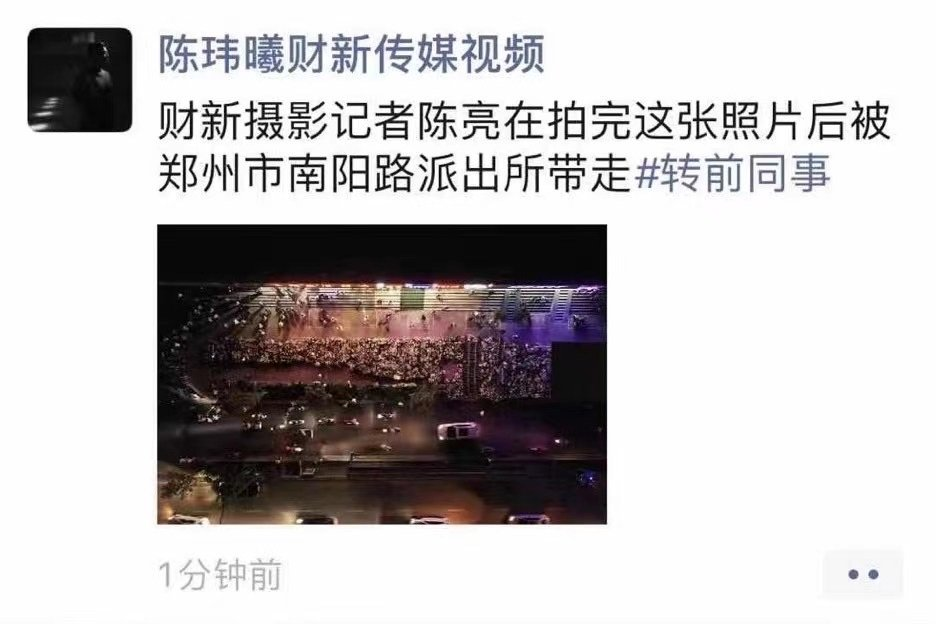 陈玮曦财新传媒视频
财新摄影记者陈亮在拍完这张照片后被
郑州市南阳路派出所带走#转前同事
1分钟前